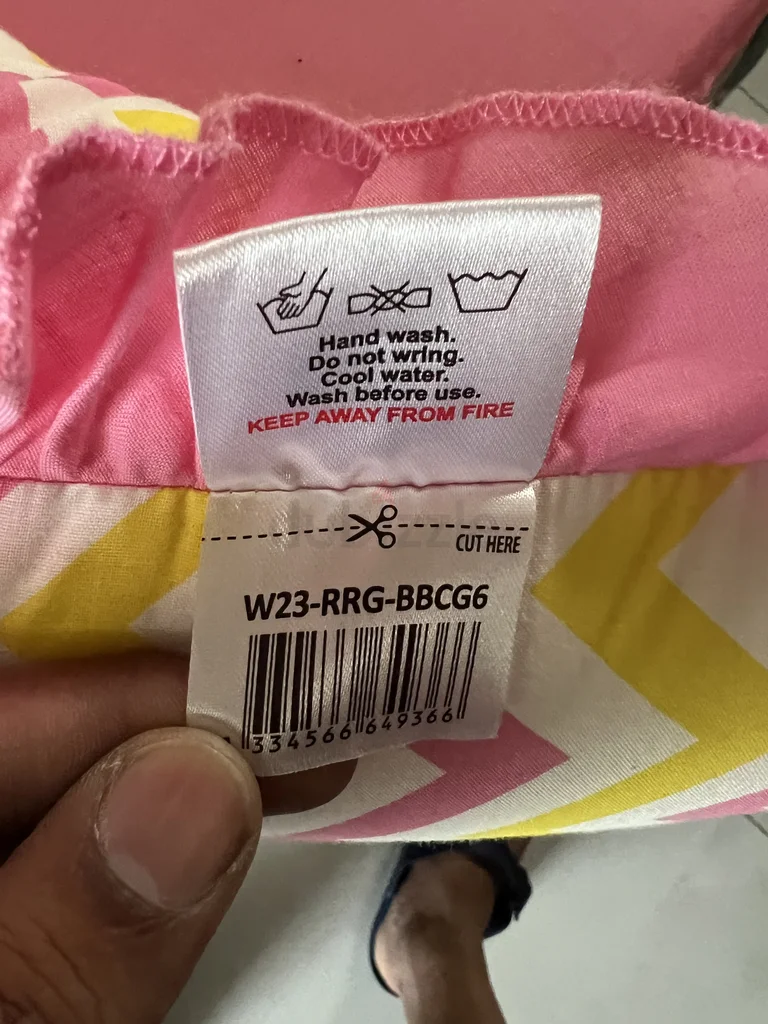 Hand wash.
Do not wring.
Cool water.
Wash before use.
KEEP AWAY FROM FIRE
CUT HERE
W23-RRG-BBCG6
334566 649366